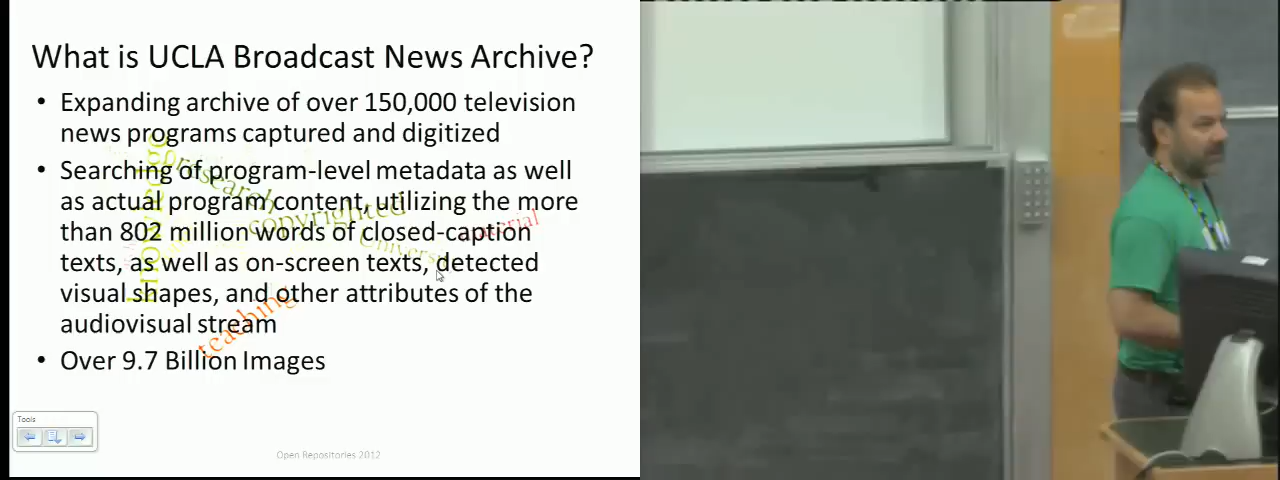 What is UCLA Broadcast News Archive?
• Expanding archive of over 150,000 television
news programs captured and digitized
• Searching of program-level metadata as well
as actual program content, utilizing the more
than 802 million words of closed-caption
texts, as well as on-screen texts, detected
visual shapes, and other attributes of the
audiovisual stream
• Over 9.7 Billion Images
knowledge
research
copyrighted
material
teaching
Tools
Open Repositories 2012